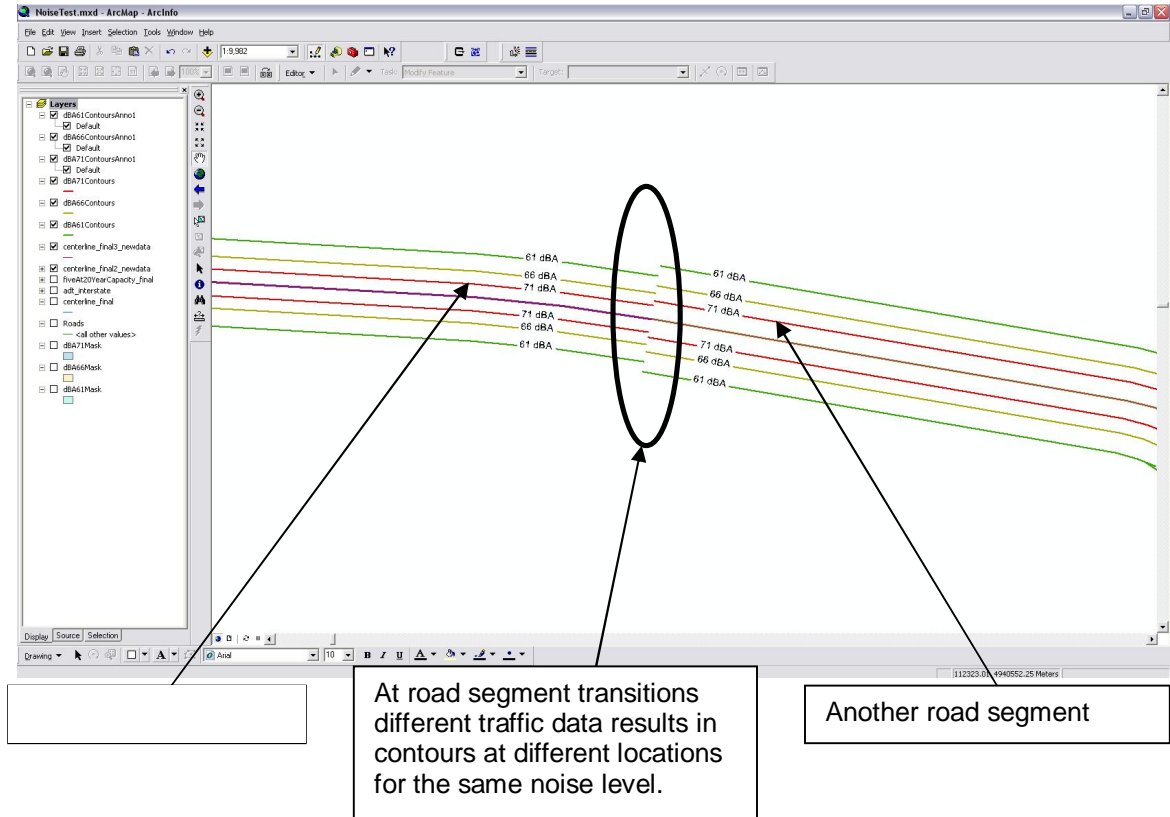 NoiseTest.mxd - ArcMap - ArcInfo
File Edit View Insert Selection Tools Window Help
1:9,982
100%
Editor
Task: Modify Feature
Target:
Layers
dBA61ContoursAnno1
Default
dBA66ContoursAnno1
Default
dBA71ContoursAnno1
Default
dBA71Contours
dBA66Contours
dBA61Contours
centerline_final3_newdata
centerline_final2_newdata
fiveAt20YearCapacity_final
adt_interstate
centerline_final
Roads
<all other values>
dBA71Mask
dBA66Mask
dBA61Mask
61 dBA
66 dBA
71 dBA
71 dBA
66 dBA
61 dBA
61 dBA
66 dBA
71 dBA
71 dBA
66 dBA
61 dBA
Display Source Selection
Drawing
A
Arial
10
B I U A
112323.01 4940552.25 Meters
At road segment transitions
different traffic data results in
contours at different locations
for the same noise level.
Another road segment